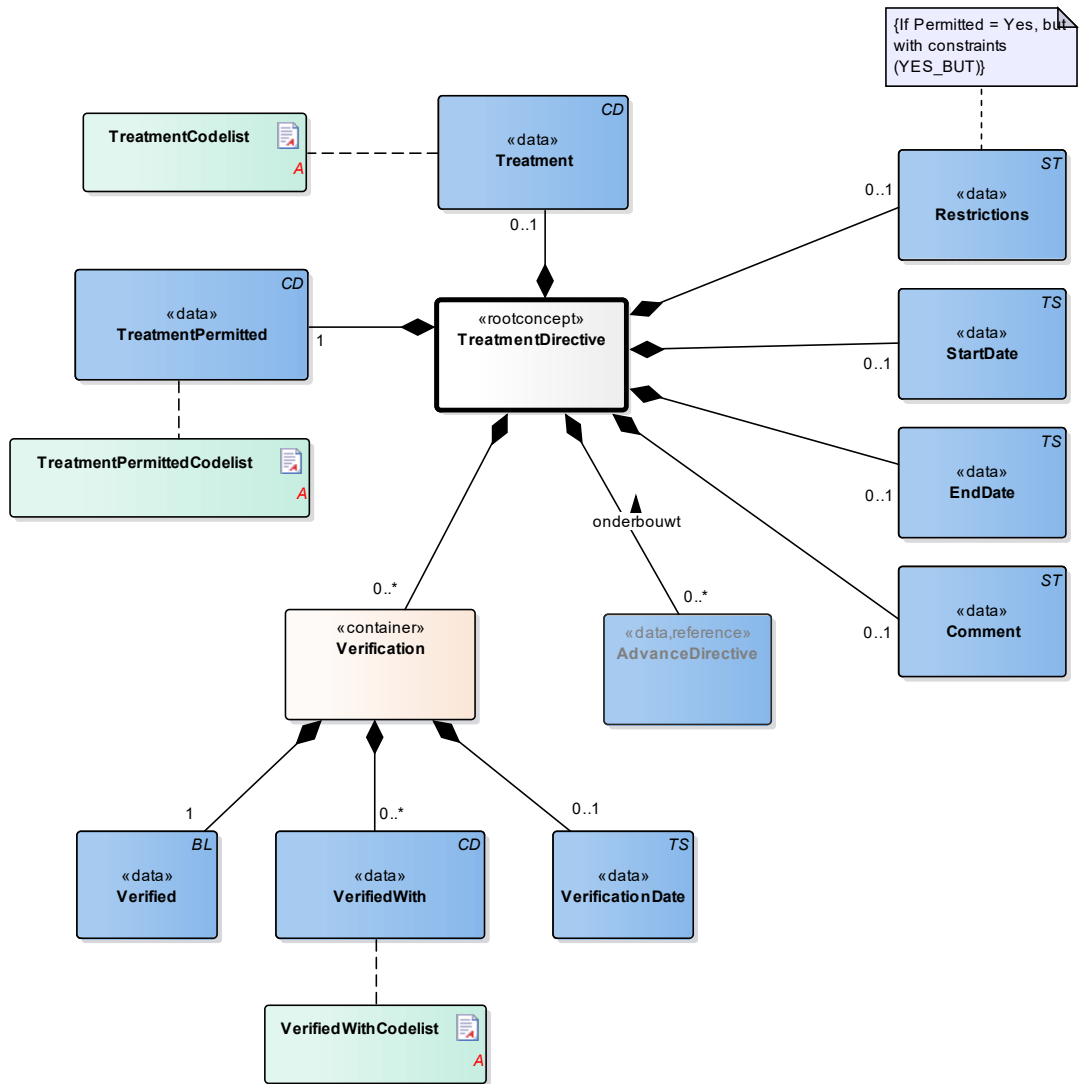 {If Permitted = Yes, but
with constraints
(YES_BUT)}
CD
«data»
Treatment
TreatmentCodelist
A
0..1
ST
«data»
Restrictions
0..1
CD
«data»
TreatmentPermitted
1
«rootconcept»
TreatmentDirective
TS
«data»
StartDate
0..1
TreatmentPermittedCodelist
A
TS
«data»
EndDate
0..1
onderbouwt
ST
«data»
Comment
0..1
0..*
«container»
Verification
0..*
«data,reference»
AdvanceDirective
1
BL
«data»
Verified
0..*
CD
«data»
VerifiedWith
0..1
TS
«data»
VerificationDate
VerifiedWithCodelist
A